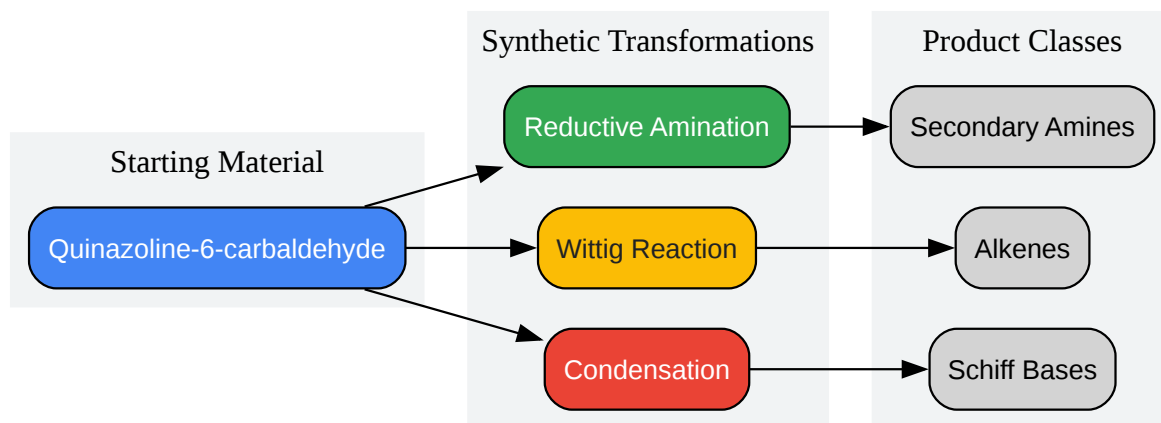 Starting Material
Quinazoline-6-carbaldehyde
Synthetic Transformations
Reductive Amination
Wittig Reaction
Condensation
Product Classes
Secondary Amines
Alkenes
Schiff Bases